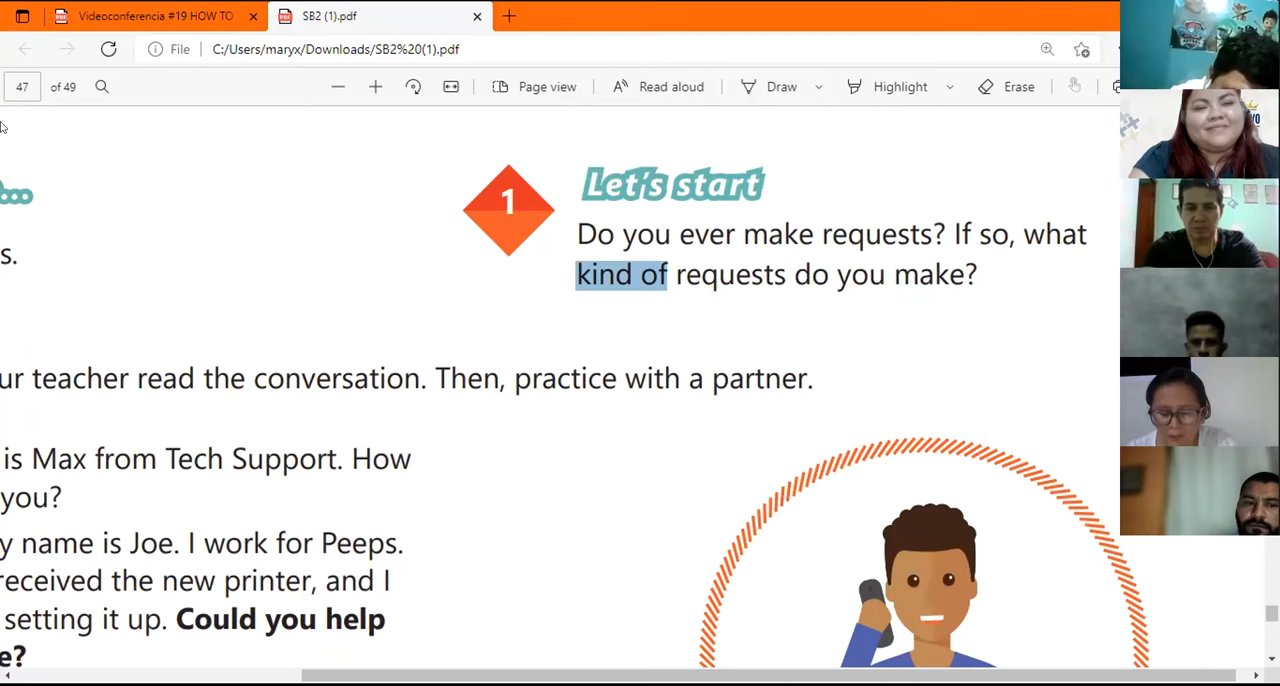 Videoconferencia #19 HOW TO
SB2 (1).pdf
File C:/Users/maryx/Downloads/SB2%20(1).pdf
47 of 49 Page view Read aloud Draw Highlight Erase
1 Let's start
Do you ever make requests? If so, what
kind of requests do you make?
s.
ur teacher read the conversation. Then, practice with a partner.
is Max from Tech Support. How
you?
y name is Joe. I work for Peeps.
received the new printer, and I
setting it up. Could you help
e?